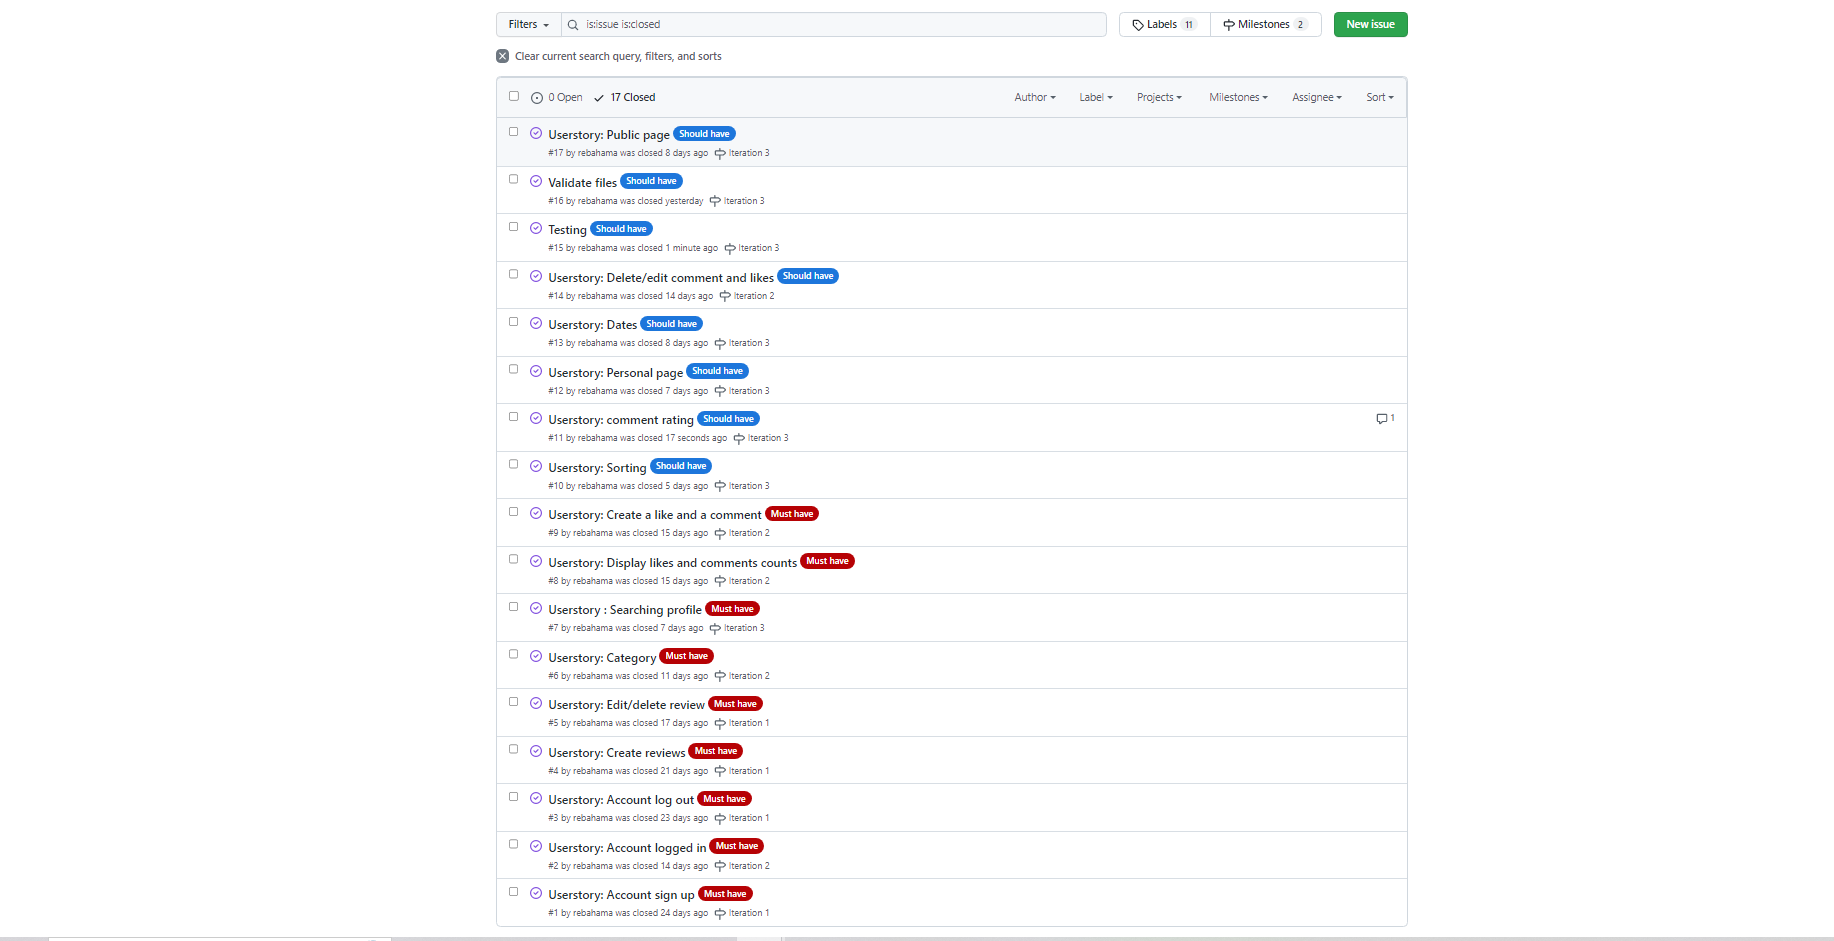 Filters is:issue is:closed Labels 11 Milestones 2 New issue
Clear current search query, filters, and sorts
0 Open 17 Closed Author Label Projects Milestones Assignee Sort
Userstory: Public page Should have
#17 by rebahama was closed 8 days ago Iteration 3
Validate files Should have
#16 by rebahama was closed yesterday Iteration 3
Testing Should have
#15 by rebahama was closed 1 minute ago Iteration 3
Userstory: Delete/edit comment and likes Should have
#14 by rebahama was closed 14 days ago Iteration 2
Userstory: Dates Should have
#13 by rebahama was closed 8 days ago Iteration 3
Userstory: Personal page Should have
#12 by rebahama was closed 7 days ago Iteration 3
Userstory: comment rating Should have 1
#11 by rebahama was closed 17 seconds ago Iteration 3
Userstory: Sorting Should have
#10 by rebahama was closed 5 days ago Iteration 3
Userstory: Create a like and a comment Must have
#9 by rebahama was closed 15 days ago Iteration 2
Userstory: Display likes and comments counts Must have
#8 by rebahama was closed 15 days ago Iteration 2
Userstory : Searching profile Must have
#7 by rebahama was closed 7 days ago Iteration 3
Userstory: Category Must have
#6 by rebahama was closed 11 days ago Iteration 2
Userstory: Edit/delete review Must have
#5 by rebahama was closed 17 days ago Iteration 1
Userstory: Create reviews Must have
#4 by rebahama was closed 21 days ago Iteration 1
Userstory: Account log out Must have
#3 by rebahama was closed 23 days ago Iteration 1
Userstory: Account logged in Must have
#2 by rebahama was closed 14 days ago Iteration 2
Userstory: Account sign up Must have
#1 by rebahama was closed 24 days ago Iteration 1